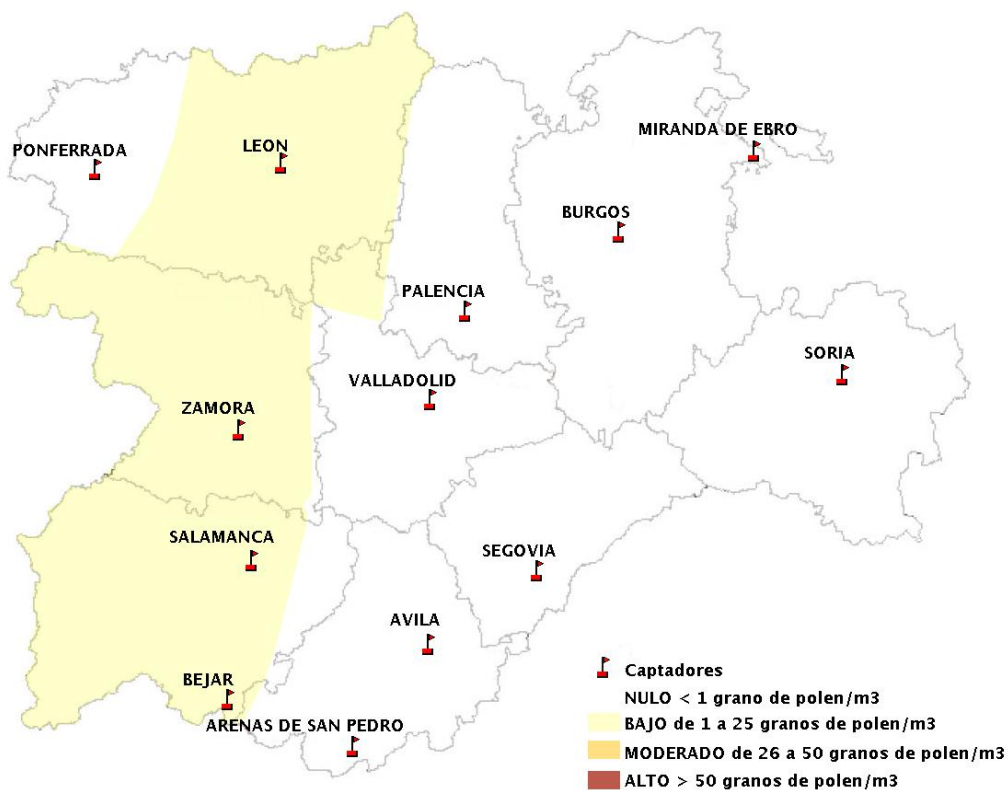 MIRANDA DE EBRO
PONFERRADA
LEON
BURGOS
PALENCIA
SORIA
VALLADOLID
ZAMORA
SALAMANCA
SEGOVIA
AVILA
BEJAR
ARENAS DE SAN PEDRO
Captadores
NULO < 1 grano de polen/m3
BAJO de 1 a 25 granos de polen/m3
MODERADO de 26 a 50 granos de polen/m3
ALTO > 50 granos de polen/m3